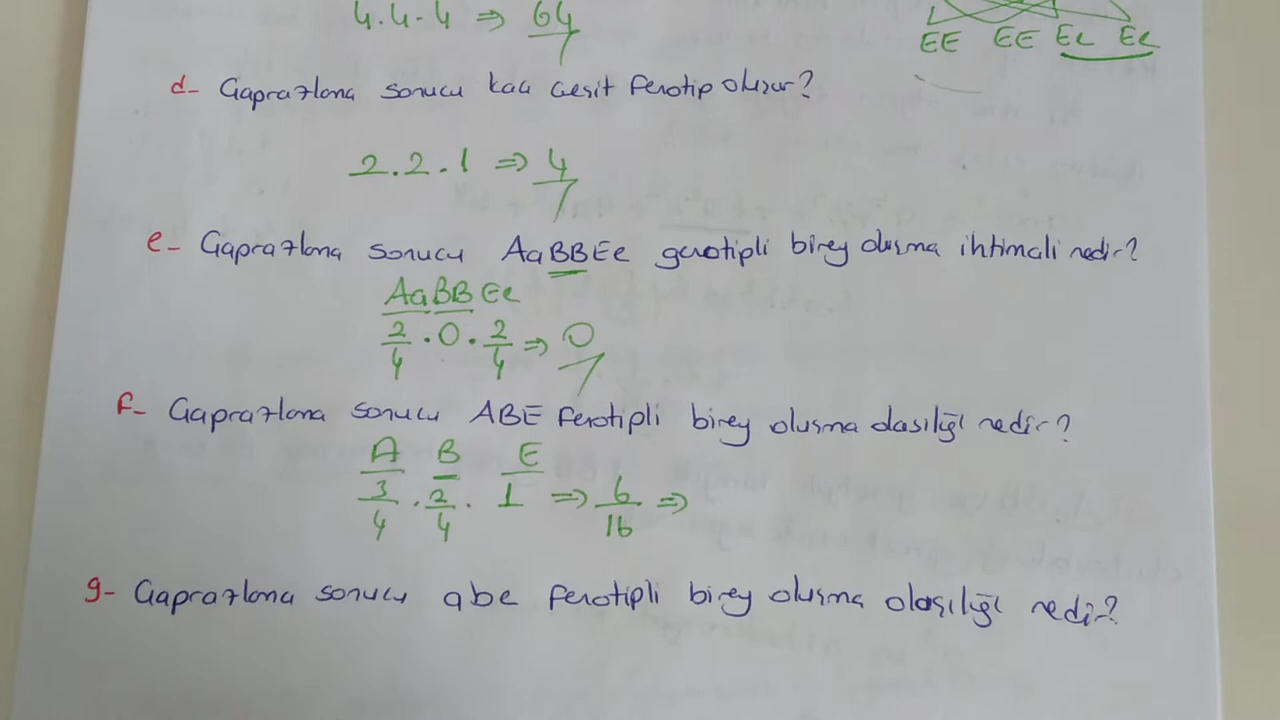 4.4.4 ⇒ 64
EE EE Ee Ee
d- Çaprazlama sonucu kaç çeşit fenotip oluşur?
2.2.1 ⇒ 4
e- Çaprazlama sonucu AaBBEe genotipli birey oluşma ihtimali nedir?
AaBBEe
2/4 . 0 . 2/4 ⇒ 0
f- Çaprazlama sonucu ABE fenotipli birey oluşma olasılığı nedir?
A B E
3/4 . 2/4 . 1 ⇒ 6/16 ⇒
g- Çaprazlama sonucu abe fenotipli birey oluşma olasılığı nedir?